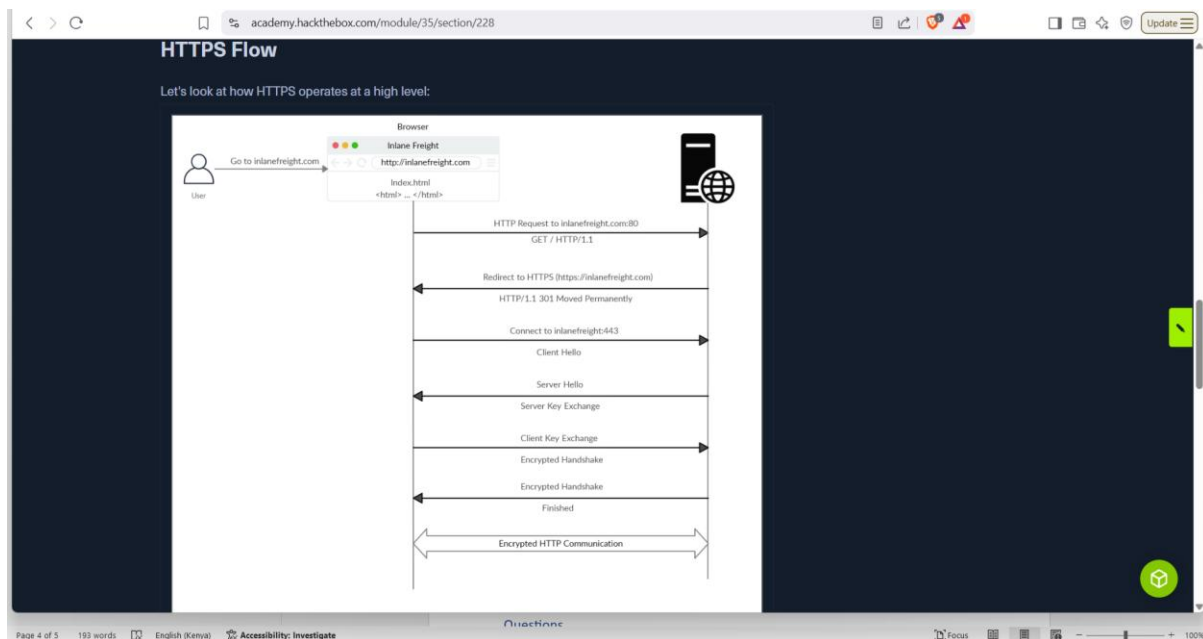 academy.hackthebox.com/module/35/section/228
Update
HTTPS Flow
Let's look at how HTTPS operates at a high level:
Browser
Inlane Freight
Go to inlanefreight.com
http://inlanefreight.com
Index.html
<html> ... </html>
User
HTTP Request to inlanefreight.com:80
GET / HTTP/1.1
Redirect to HTTPS (https://inlanefreight.com)
HTTP/1.1 301 Moved Permanently
Connect to inlanefreight:443
Client Hello
Server Hello
Server Key Exchange
Client Key Exchange
Encrypted Handshake
Encrypted Handshake
Finished
Encrypted HTTP Communication
Questions
Page 4 of 5 193 words English (Kenya) Accessibility: Investigate Focus